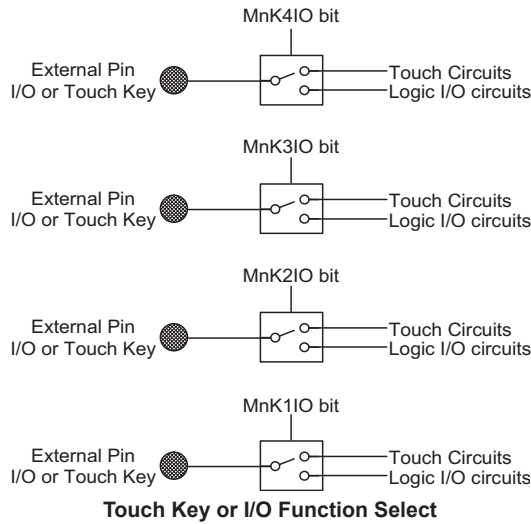 MnK4IO bit
External Pin
I/O or Touch Key
Touch Circuits
Logic I/O circuits
MnK3IO bit
External Pin
I/O or Touch Key
Touch Circuits
Logic I/O circuits
MnK2IO bit
External Pin
I/O or Touch Key
Touch Circuits
Logic I/O circuits
MnK1IO bit
External Pin
I/O or Touch Key
Touch Circuits
Logic I/O circuits
Touch Key or I/O Function Select